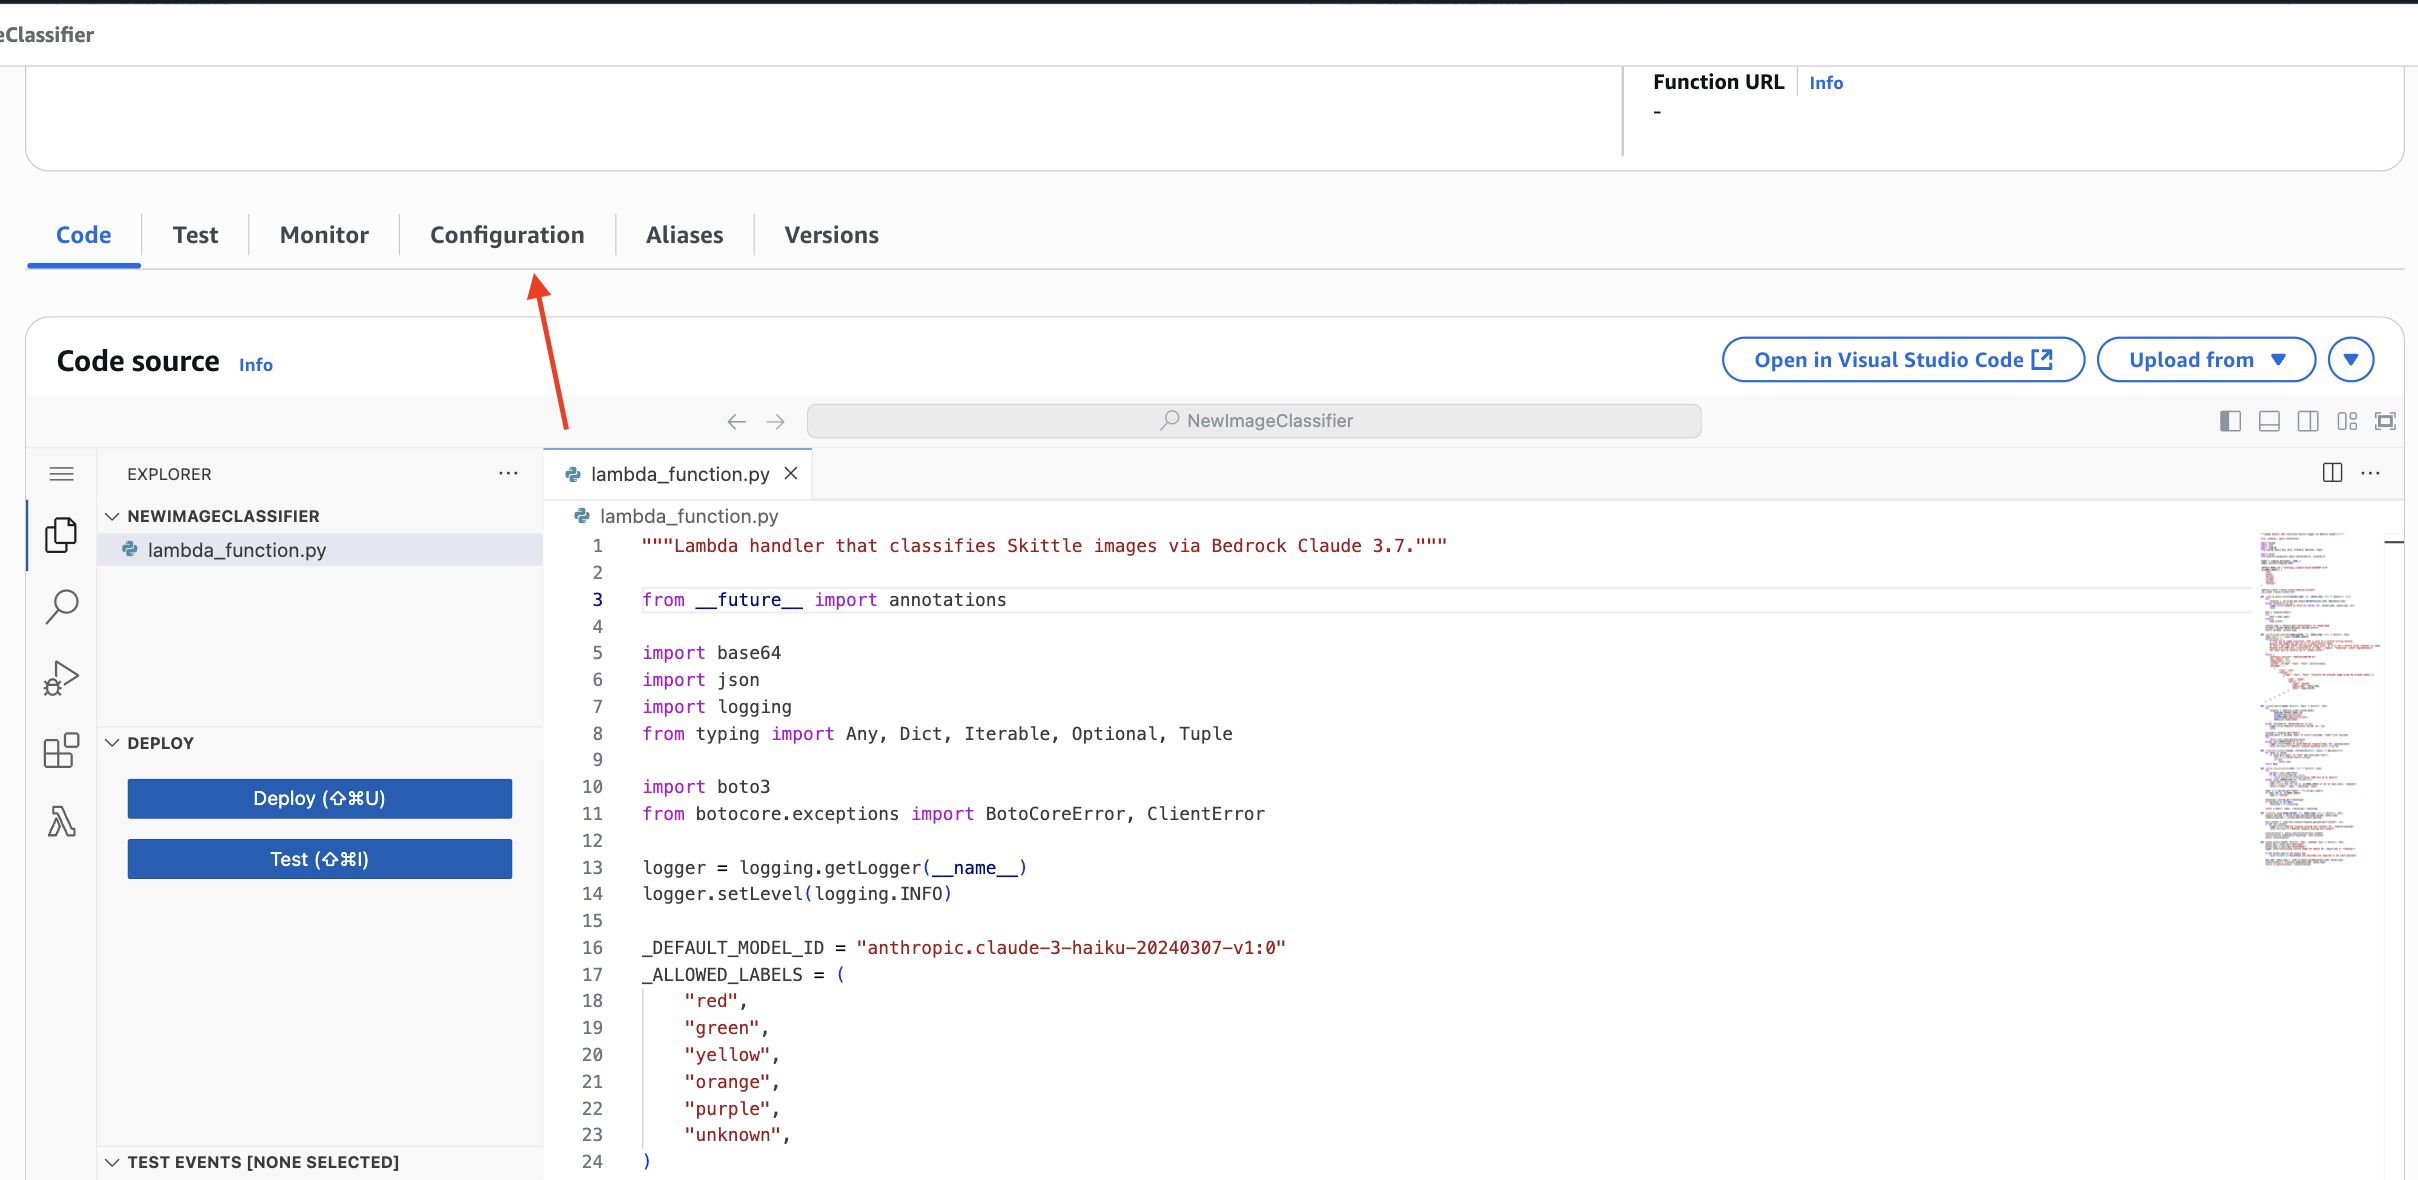 eClassifier
Function URL Info
-
Code Test Monitor Configuration Aliases Versions
Code source Info
Open in Visual Studio Code Upload from
NewImageClassifier
EXPLORER
lambda_function.py
NEWIMAGECLASSIFIER
lambda_function.py
DEPLOY
Deploy (⇧⌘U)
Test (⇧⌘I)
TEST EVENTS [NONE SELECTED]
lambda_function.py
1 """Lambda handler that classifies Skittle images via Bedrock Claude 3.7."""
2
3 from __future__ import annotations
4
5 import base64
6 import json
7 import logging
8 from typing import Any, Dict, Iterable, Optional, Tuple
9
10 import boto3
11 from botocore.exceptions import BotoCoreError, ClientError
12
13 logger = logging.getLogger(__name__)
14 logger.setLevel(logging.INFO)
15
16 _DEFAULT_MODEL_ID = "anthropic.claude-3-haiku-20240307-v1:0"
17 _ALLOWED_LABELS = (
18 "red",
19 "green",
20 "yellow",
21 "orange",
22 "purple",
23 "unknown",
24 )